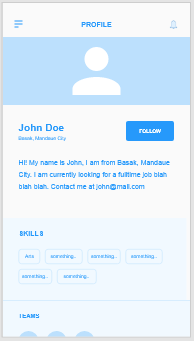 PROFILE
John Doe
Basak, Mandaue City
FOLLOW
Hi! My name is John, I am from Basak, Mandaue
City. I am currently looking for a fulltime job blah
blah blah. Contact me at john@mail.com
SKILLS
Arts something.. something.. something..
something.. something..
TEAMS